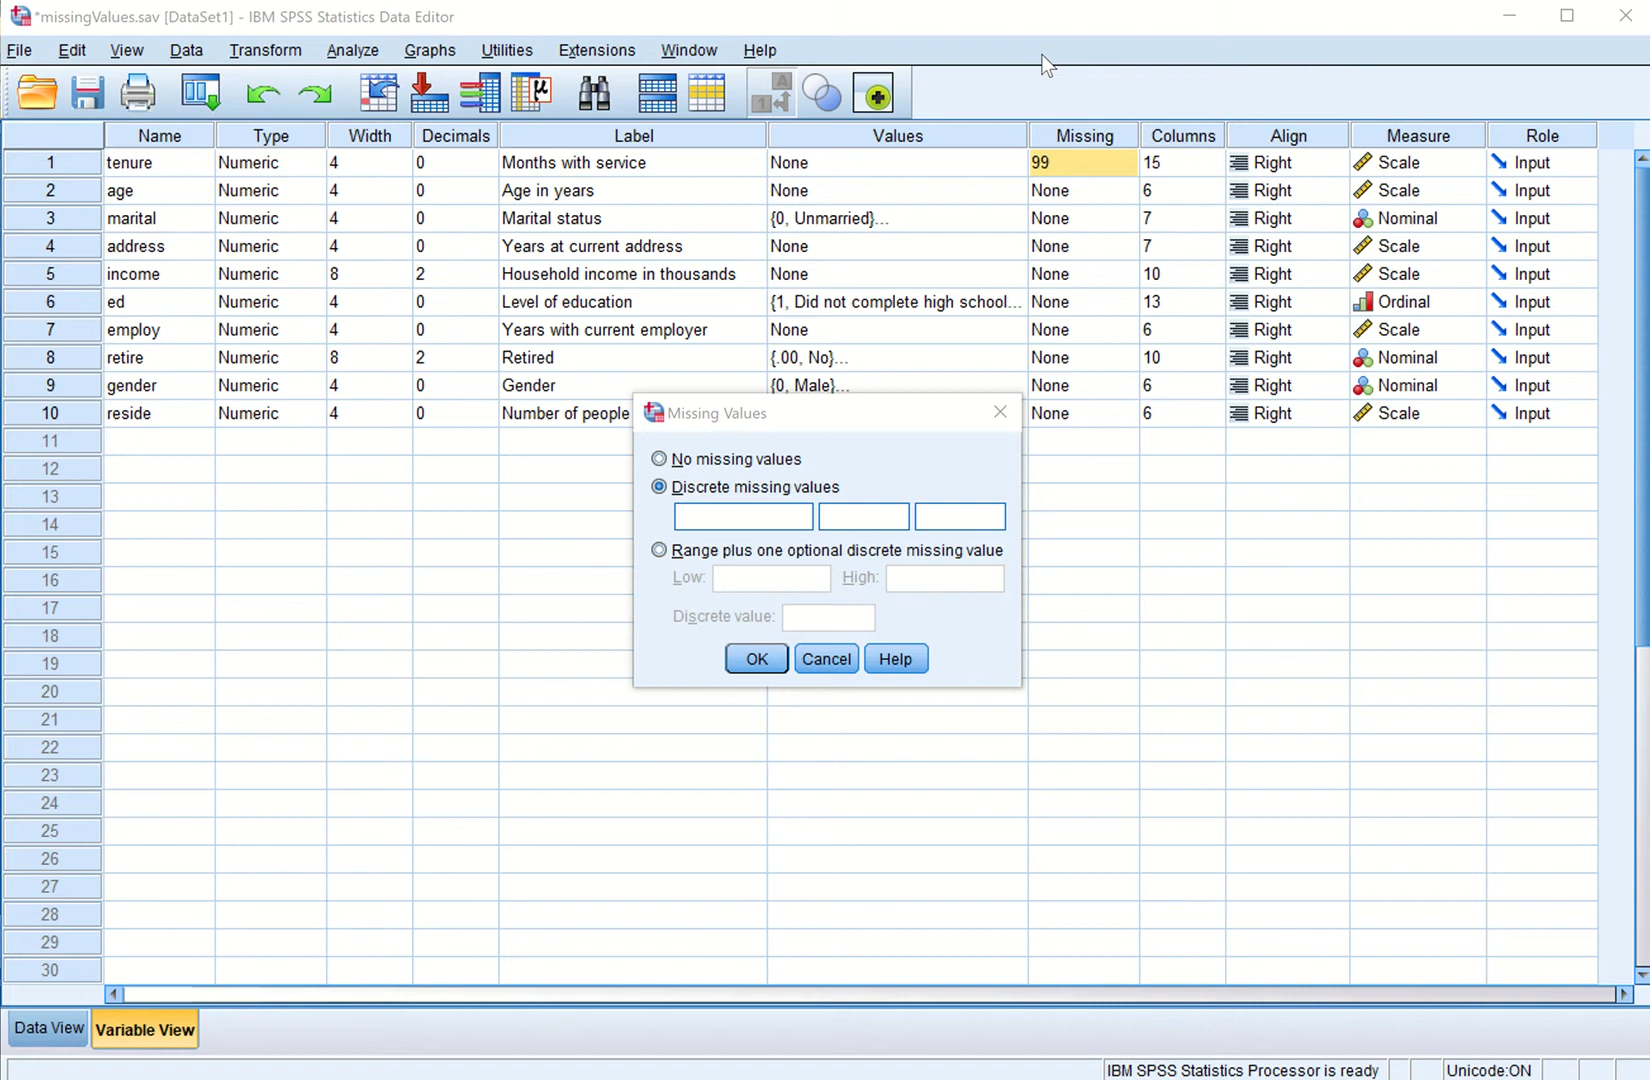 *missingValues.sav [DataSet1] - IBM SPSS Statistics Data Editor
File Edit View Data Transform Analyze Graphs Utilities Extensions Window Help
Name Type Width Decimals Label Values Missing Columns Align Measure Role
1 tenure Numeric 4 0 Months with service None 99 15 Right Scale Input
2 age Numeric 4 0 Age in years None None 6 Right Scale Input
3 marital Numeric 4 0 Marital status {0, Unmarried}... None 7 Right Nominal Input
4 address Numeric 4 0 Years at current address None None 7 Right Scale Input
5 income Numeric 8 2 Household income in thousands None None 10 Right Scale Input
6 ed Numeric 4 0 Level of education {1, Did not complete high school... None 13 Right Ordinal Input
7 employ Numeric 4 0 Years with current employer None None 6 Right Scale Input
8 retire Numeric 8 2 Retired {.00, No}... None 10 Right Nominal Input
9 gender Numeric 4 0 Gender {0, Male}... None 6 Right Nominal Input
10 reside Numeric 4 0 Number of people None 6 Right Scale Input
11
12
13
14
15
16
17
18
19
20
21
22
23
24
25
26
27
28
29
30
Missing Values
No missing values
Discrete missing values
Range plus one optional discrete missing value
Low: High:
Discrete value:
OK Cancel Help
Data View Variable View
IBM SPSS Statistics Processor is ready Unicode:ON